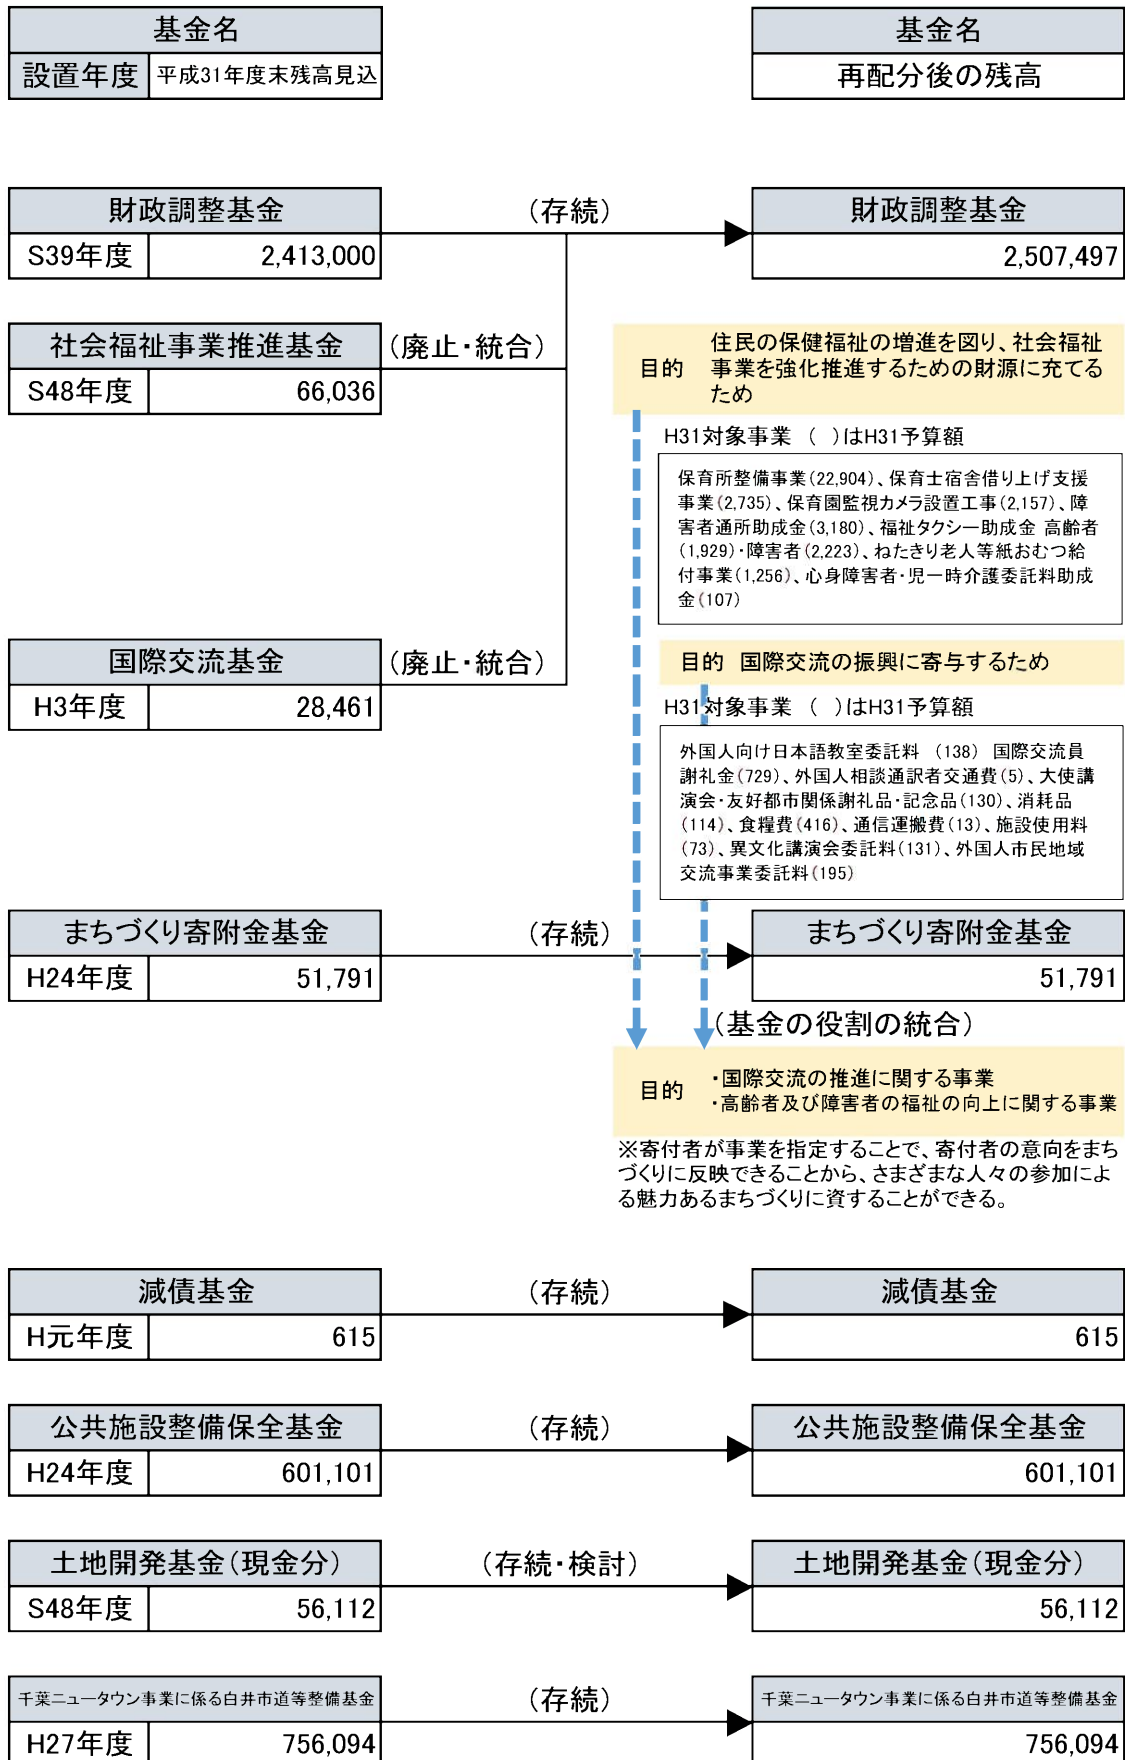 基金名
設置年度 平成31年度末残高見込
基金名
再配分後の残高
財政調整基金
S39年度 2,413,000
(存続)
財政調整基金
2,507,497
社会福祉事業推進基金
S48年度 66,036
(廃止・統合)
目的
住民の保健福祉の増進を図り、社会福祉
事業を強化推進するための財源に充てる
ため
H31対象事業 ( )はH31予算額
保育所整備事業(22,904)、保育士宿舎借り上げ支援
事業(2,735)、保育園監視カメラ設置工事(2,157)、障
害者通所助成金(3,180)、福祉タクシー助成金 高齢者
(1,929)・障害者(2,223)、ねたきり老人等紙おむつ給
付事業(1,256)、心身障害者・児一時介護委託料助成
金(107)
国際交流基金
H3年度 28,461
(廃止・統合)
目的 国際交流の振興に寄与するため
H31対象事業 ( )はH31予算額
外国人向け日本語教室委託料 (138) 国際交流員
謝礼金(729)、外国人相談通訳者交通費(5)、大使講
演会・友好都市関係謝礼品・記念品(130)、消耗品
(114)、食糧費(416)、通信運搬費(13)、施設使用料
(73)、異文化講演会委託料(131)、外国人市民地域
交流事業委託料(195)
まちづくり寄附金基金
H24年度 51,791
(存続)
まちづくり寄附金基金
51,791
(基金の役割の統合)
目的
・国際交流の推進に関する事業
・高齢者及び障害者の福祉の向上に関する事業
※寄付者が事業を指定することで、寄付者の意向をまち
づくりに反映できることから、さまざまな人々の参加によ
る魅力あるまちづくりに資することができる。
減債基金
H元年度 615
(存続)
減債基金
615
公共施設整備保全基金
H24年度 601,101
(存続)
公共施設整備保全基金
601,101
土地開発基金(現金分)
S48年度 56,112
(存続・検討)
土地開発基金(現金分)
56,112
千葉ニュータウン事業に係る白井市道等整備基金
H27年度 756,094
(存続)
千葉ニュータウン事業に係る白井市道等整備基金
756,094